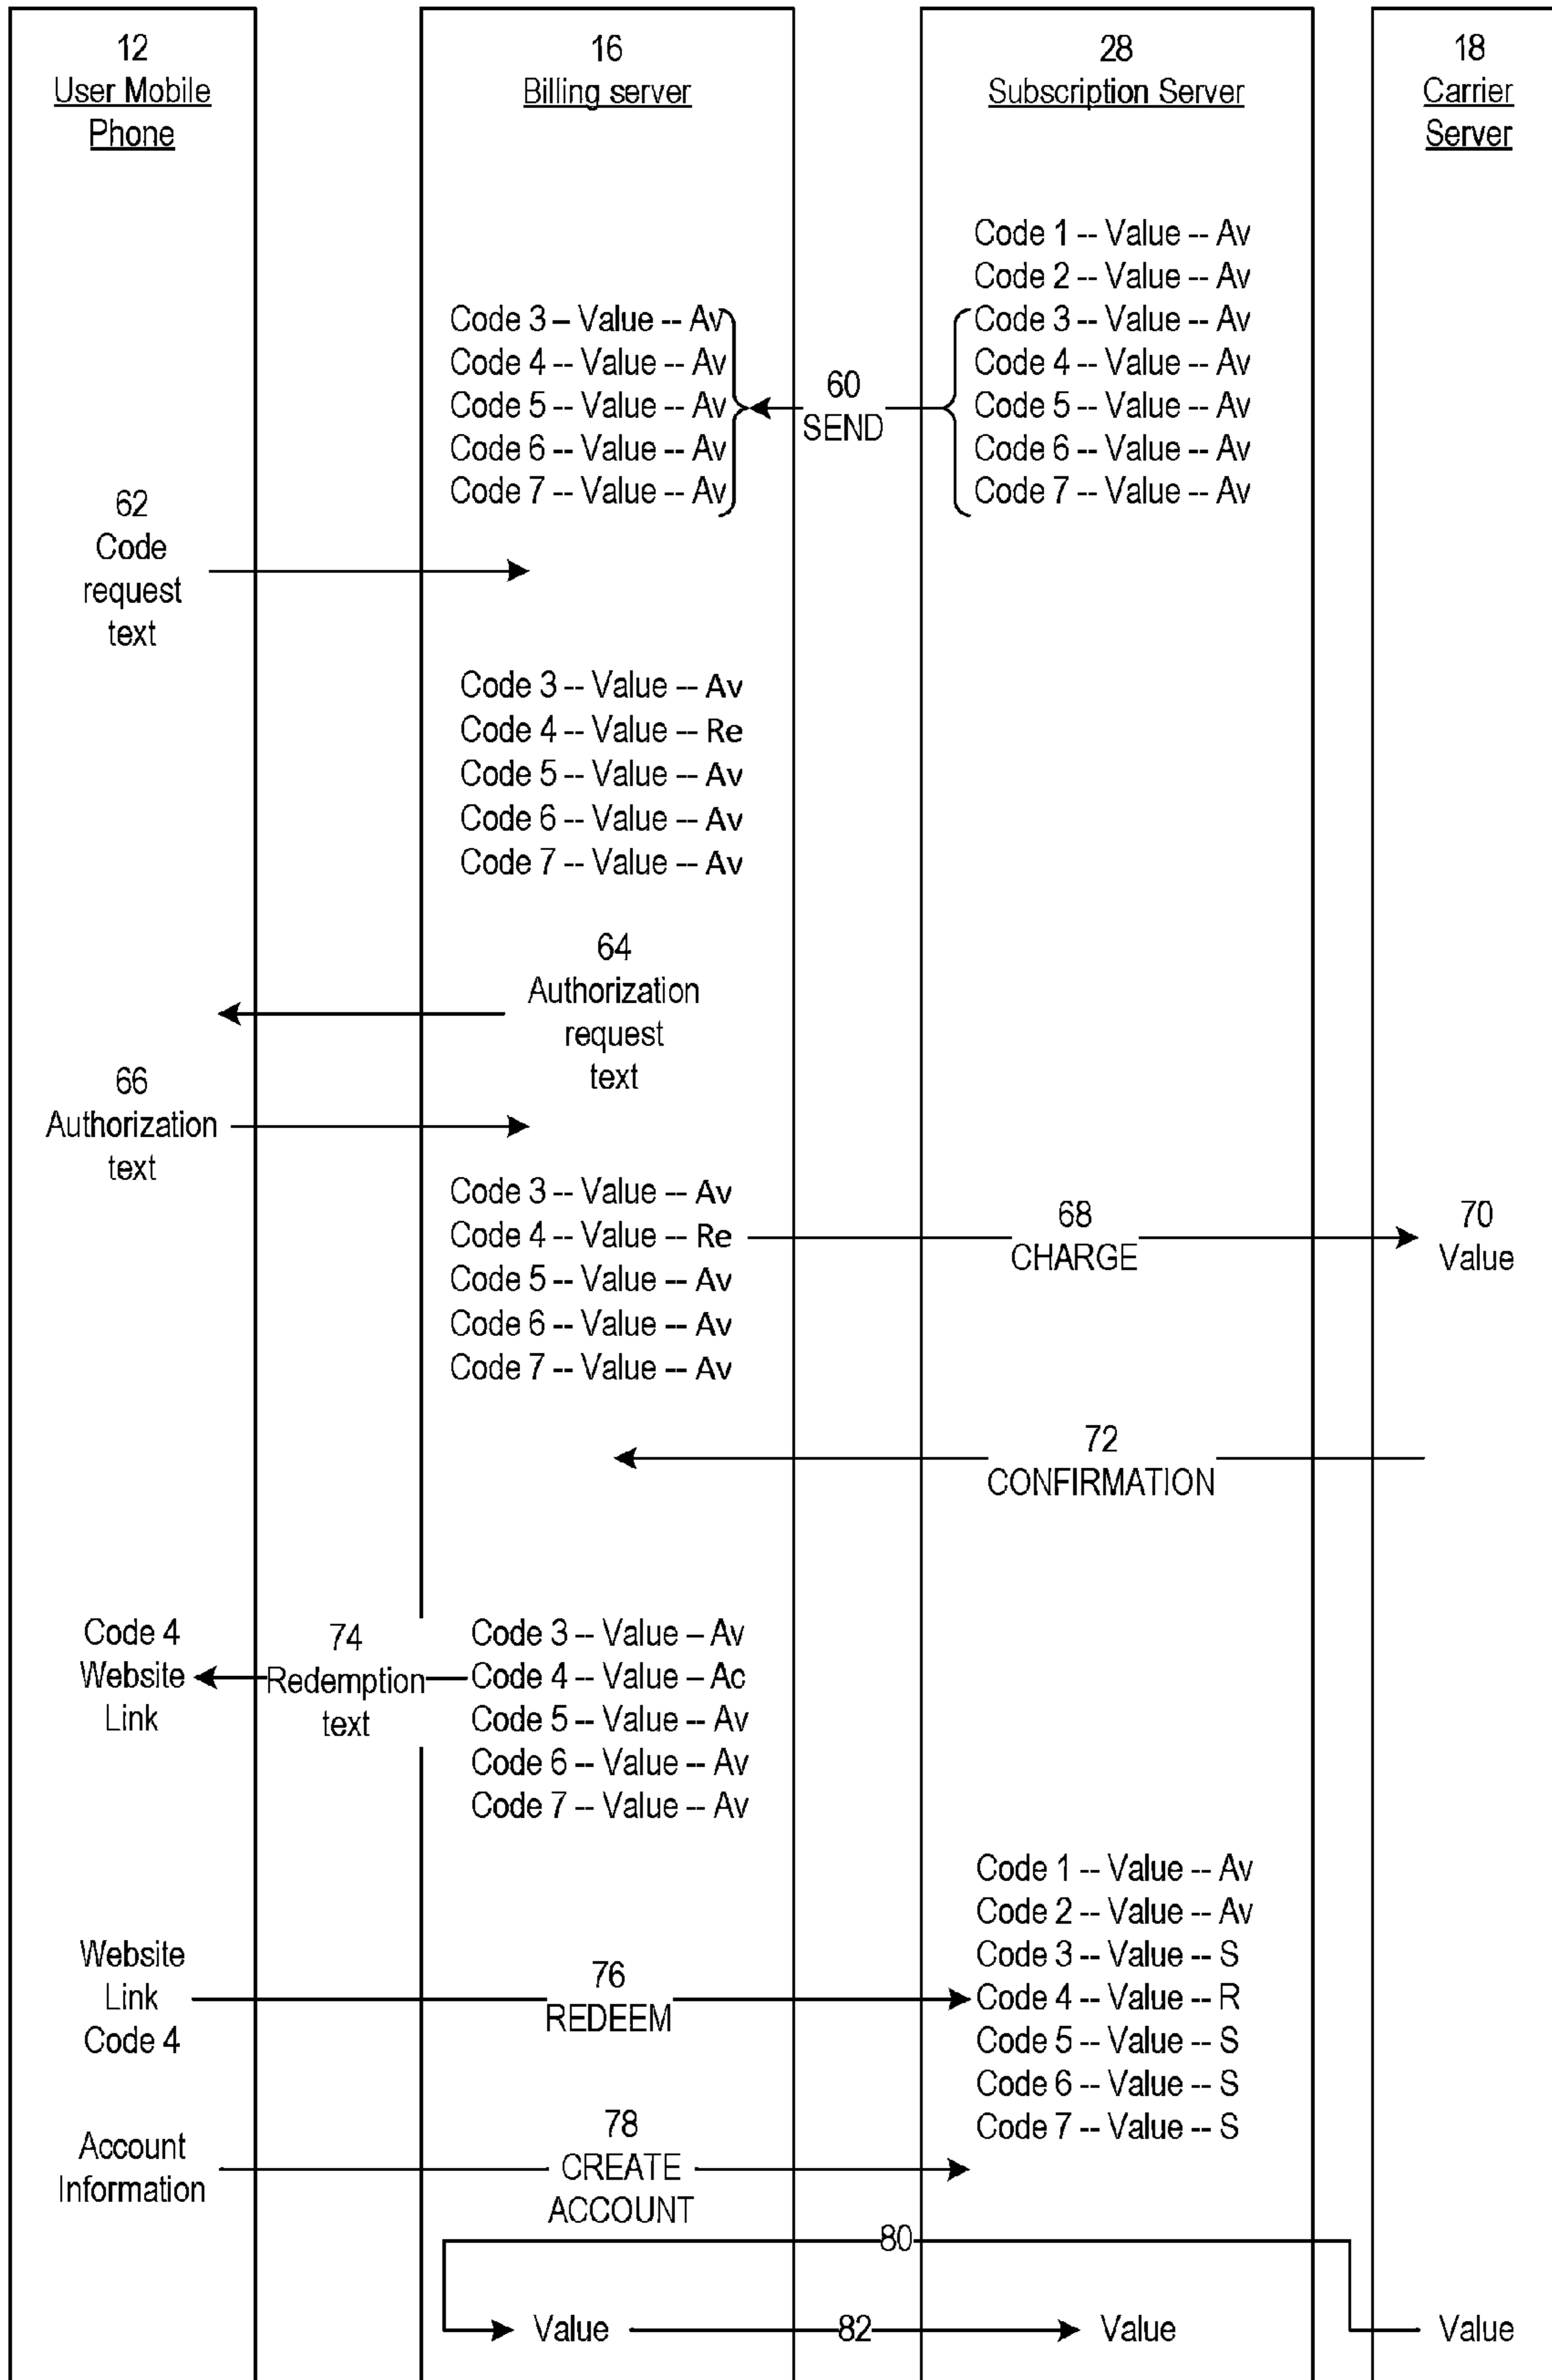 12
User Mobile
Phone
16
Billing server
28
Subscription Server
18
Carrier
Server
Code 1 -- Value -- Av
Code 2 -- Value -- Av
Code 3 -- Value -- Av
Code 4 -- Value -- Av
Code 5 -- Value -- Av
Code 6 -- Value -- Av
Code 7 -- Value -- Av
60
SEND
Code 3 – Value -- Av
Code 4 -- Value -- Av
Code 5 -- Value -- Av
Code 6 -- Value -- Av
Code 7 -- Value -- Av
62
Code
request
text
Code 3 -- Value -- Av
Code 4 -- Value -- Re
Code 5 -- Value -- Av
Code 6 -- Value -- Av
Code 7 -- Value -- Av
64
Authorization
request
text
66
Authorization
text
Code 3 -- Value -- Av
Code 4 -- Value -- Re
Code 5 -- Value -- Av
Code 6 -- Value -- Av
Code 7 -- Value -- Av
68
CHARGE
70
Value
72
CONFIRMATION
Code 4
Website
Link
74
Redemption
text
Code 3 -- Value – Av
Code 4 -- Value – Ac
Code 5 -- Value -- Av
Code 6 -- Value -- Av
Code 7 -- Value -- Av
Code 1 -- Value -- Av
Code 2 -- Value -- Av
Code 3 -- Value -- S
Code 4 -- Value -- R
Code 5 -- Value -- S
Code 6 -- Value -- S
Code 7 -- Value -- S
Website
Link
Code 4
76
REDEEM
Account
Information
78
CREATE
ACCOUNT
80
Value
82
Value
Value